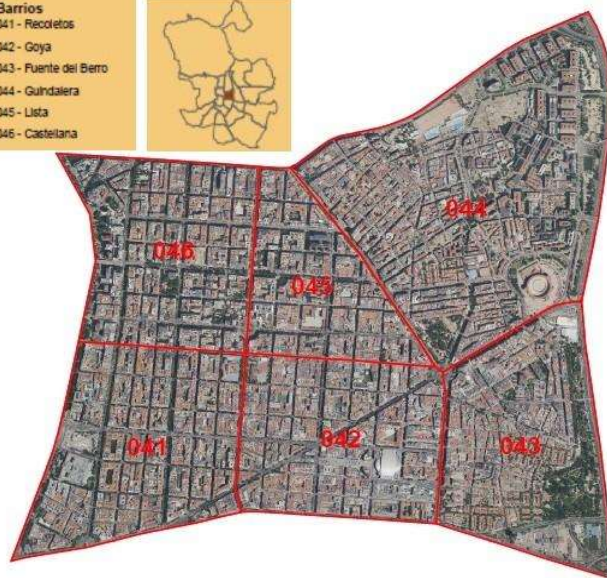 Barrios
041 - Recoletos
042 - Goya
043 - Fuente del Berro
044 - Guindalera
045 - Lista
046 - Castellana
044
046
045
041
042
043